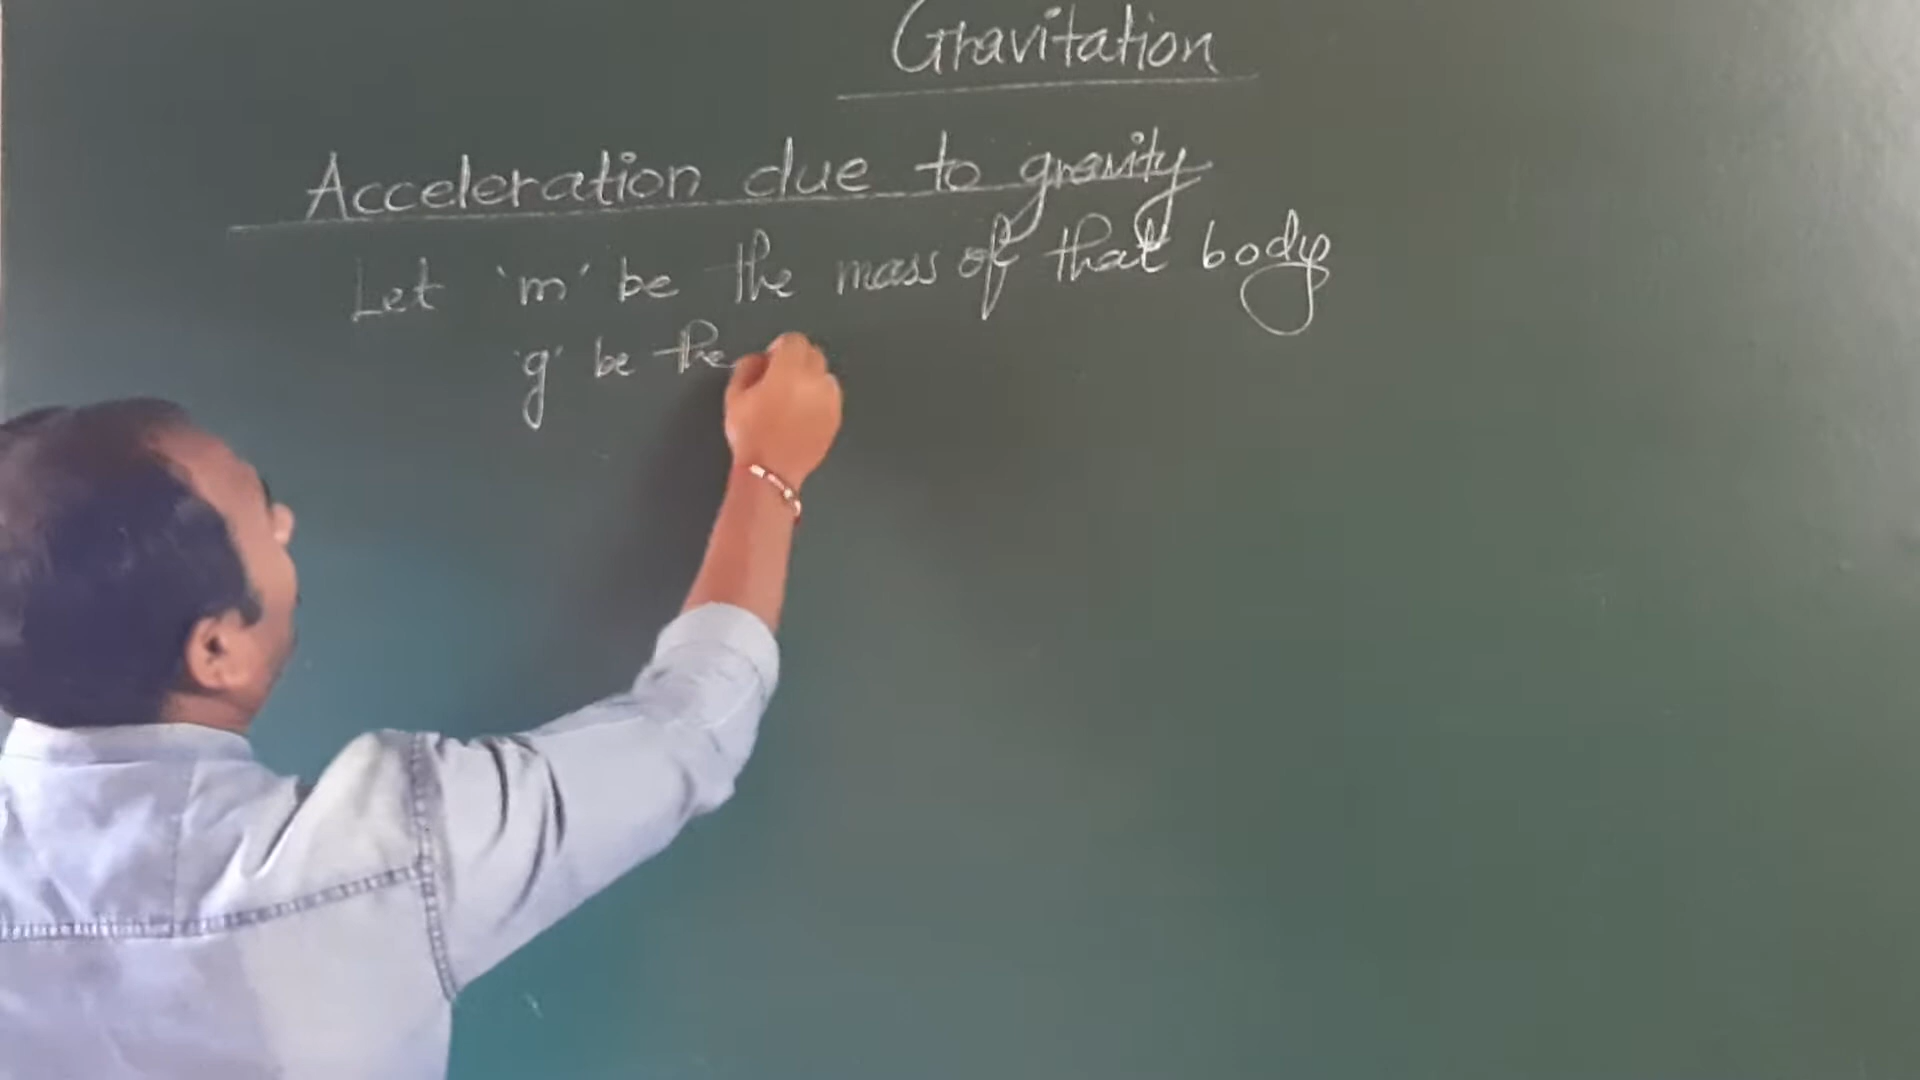 Gravitation
Acceleration due to gravity
Let 'm' be the mass of that body
'g' be the